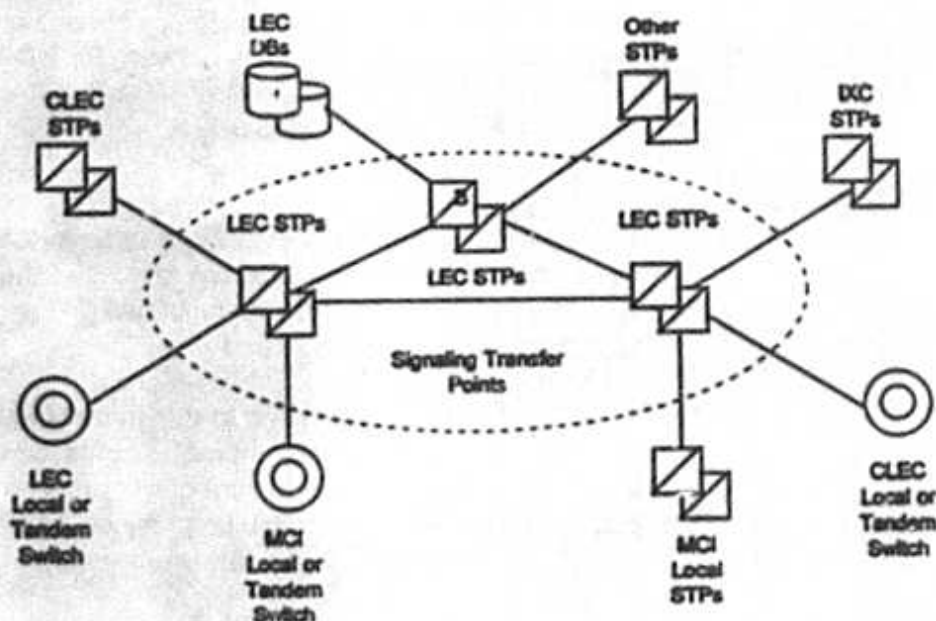 LEC
DBs
Other
STPs
CLEC
STPs
IXC
STPs
LEC STPs
LEC STPs
LEC STPs
Signaling Transfer
Points
LEC
Local or
Tandem
Switch
MCI
Local or
Tandem
Switch
MCI
Local
STPs
CLEC
Local or
Tandem
Switch